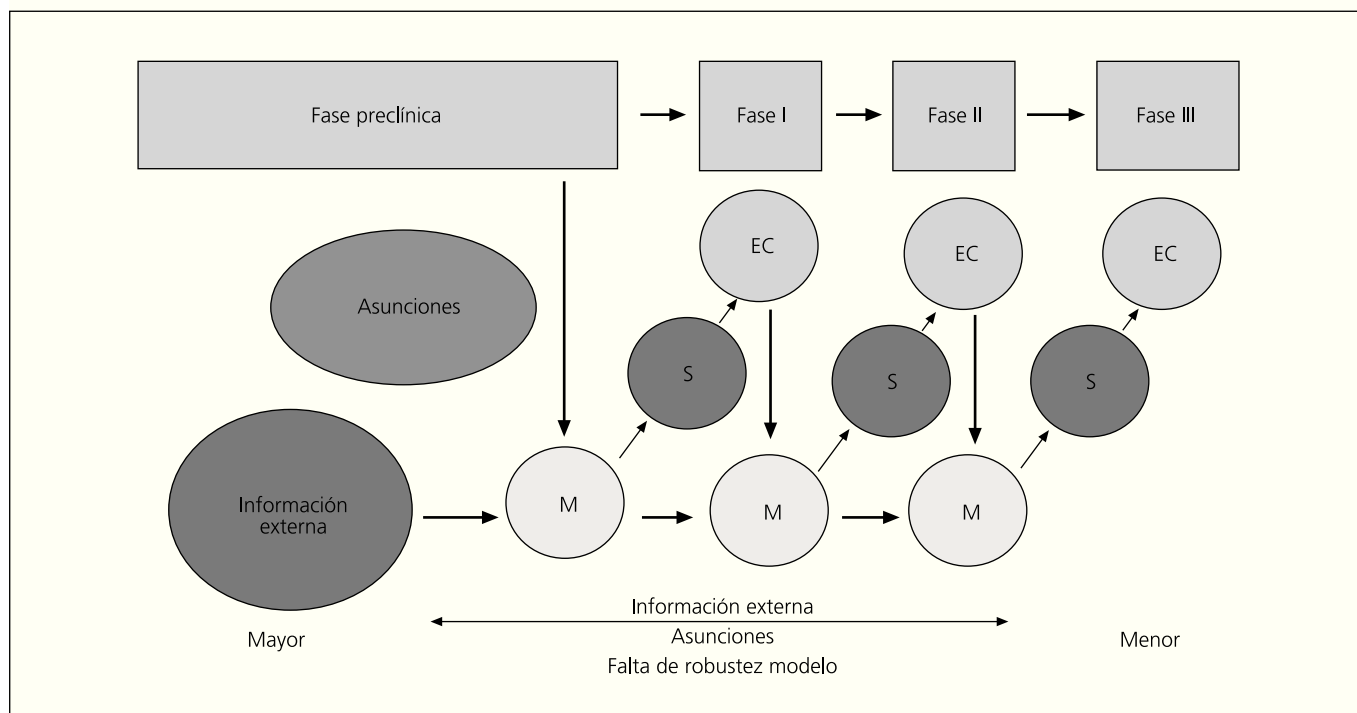 Fase preclínica
Fase I
Fase II
Fase III
EC
EC
EC
Asunciones
S
S
S
Información
externa
M
M
M
Información externa
Mayor
Asunciones
Menor
Falta de robustez modelo